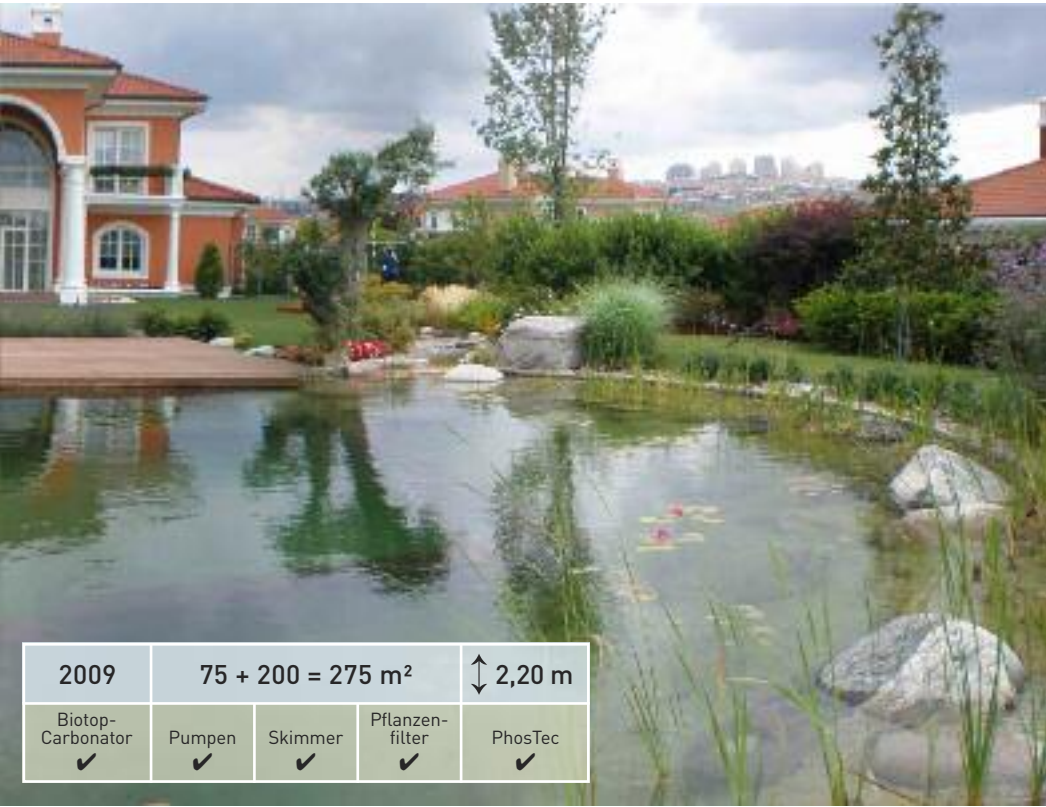 2009
75 + 200 = 275 m²
↕ 2,20 m
Biotop-
Carbonator
✔
Pumpen
✔
Skimmer
✔
Pflanzen-
filter
✔
PhosTec
✔